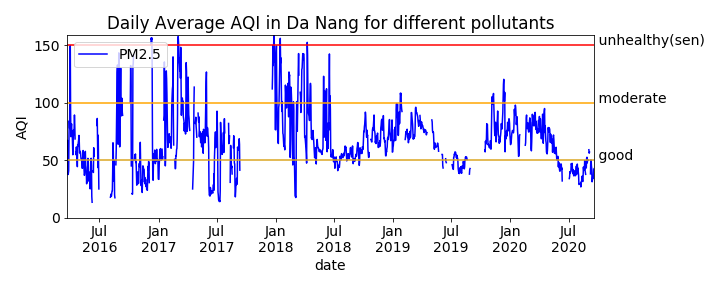 Daily Average AQI in Da Nang for different pollutants
unhealthy(sen)
150
PM2.5
100
moderate
AQI
50
good
0
Jul
2016
Jan
2017
Jul
2017
Jan
2018
Jul
2018
Jan
2019
Jul
2019
Jan
2020
Jul
2020
date